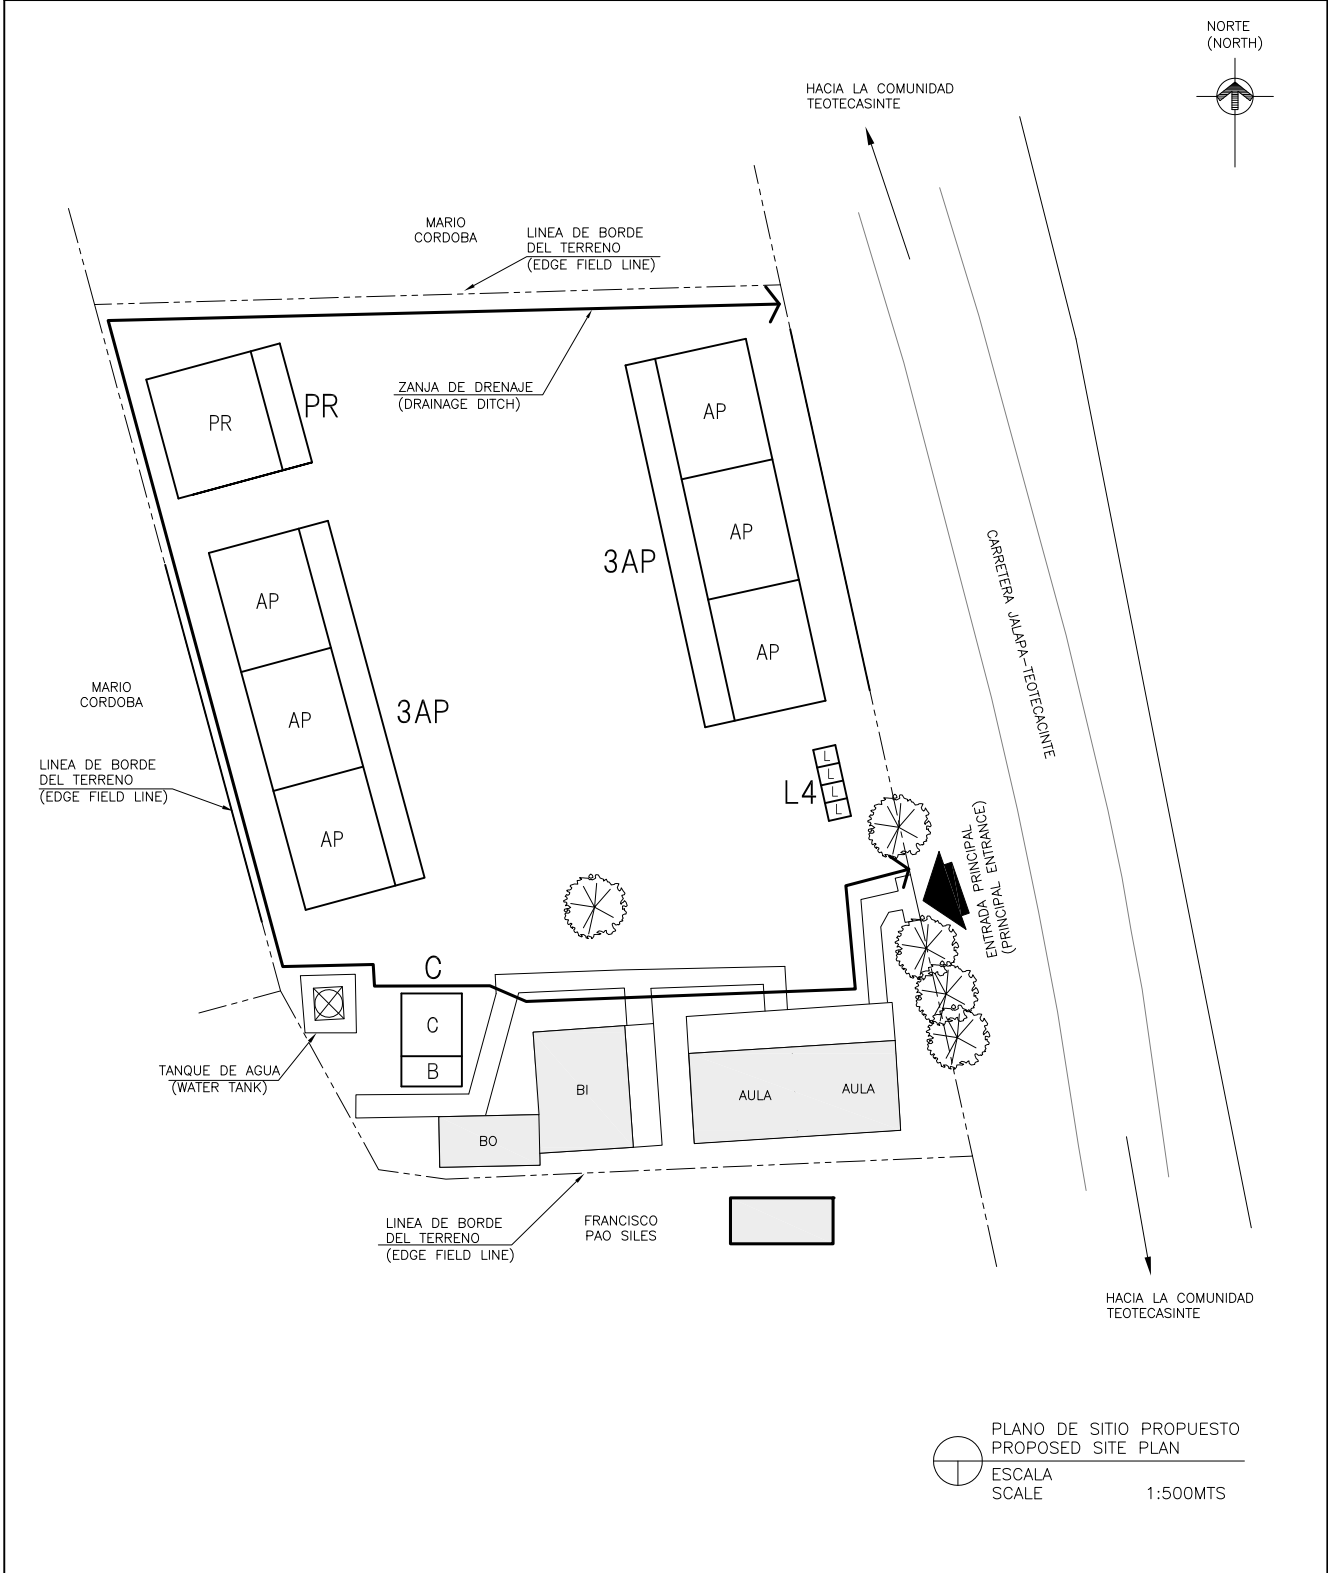 NORTE
(NORTH)
HACIA LA COMUNIDAD
TEOTECASINTE
MARIO
CORDOBA
LINEA DE BORDE
DEL TERRENO
(EDGE FIELD LINE)
ZANJA DE DRENAJE
(DRAINAGE DITCH)
PR
PR
AP
AP
AP
3AP
AP
AP
AP
3AP
CARRETERA JALAPA-TEOTECACINTE
MARIO
CORDOBA
LINEA DE BORDE
DEL TERRENO
(EDGE FIELD LINE)
L4
L
L
L
L
ENTRADA PRINCIPAL
(PRINCIPAL ENTRANCE)
C
C
B
TANQUE DE AGUA
(WATER TANK)
BO
BI
AULA
AULA
LINEA DE BORDE
DEL TERRENO
(EDGE FIELD LINE)
FRANCISCO
PAO SILES
HACIA LA COMUNIDAD
TEOTECASINTE
PLANO DE SITIO PROPUESTO
PROPOSED SITE PLAN
ESCALA
SCALE 1:500MTS